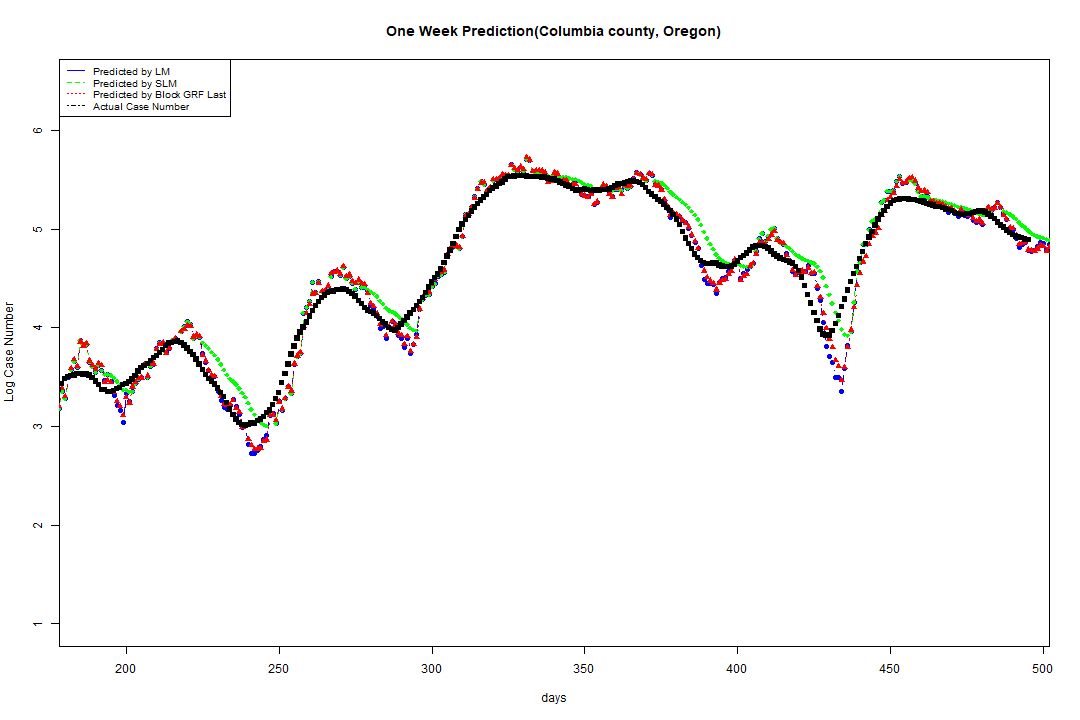 One Week Prediction(Columbia county, Oregon)
Predicted by LM
Predicted by SLM
Predicted by Block GRF Last
Actual Case Number
Log Case Number
6
5
4
3
2
1
200 250 300 350 400 450 500
days